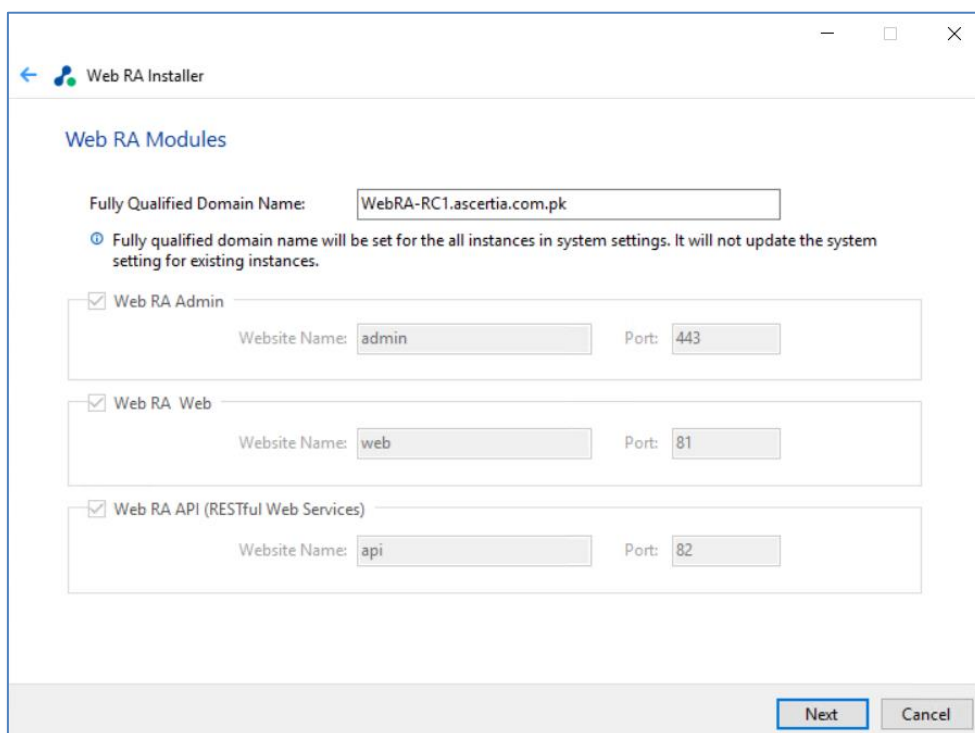 Web RA Installer
Web RA Modules
Fully Qualified Domain Name: WebRA-RC1.ascertia.com.pk
Fully qualified domain name will be set for the all instances in system settings. It will not update the system
setting for existing instances.
Web RA Admin
Website Name: admin Port: 443
Web RA Web
Website Name: web Port: 81
Web RA API (RESTful Web Services)
Website Name: api Port: 82
Next Cancel